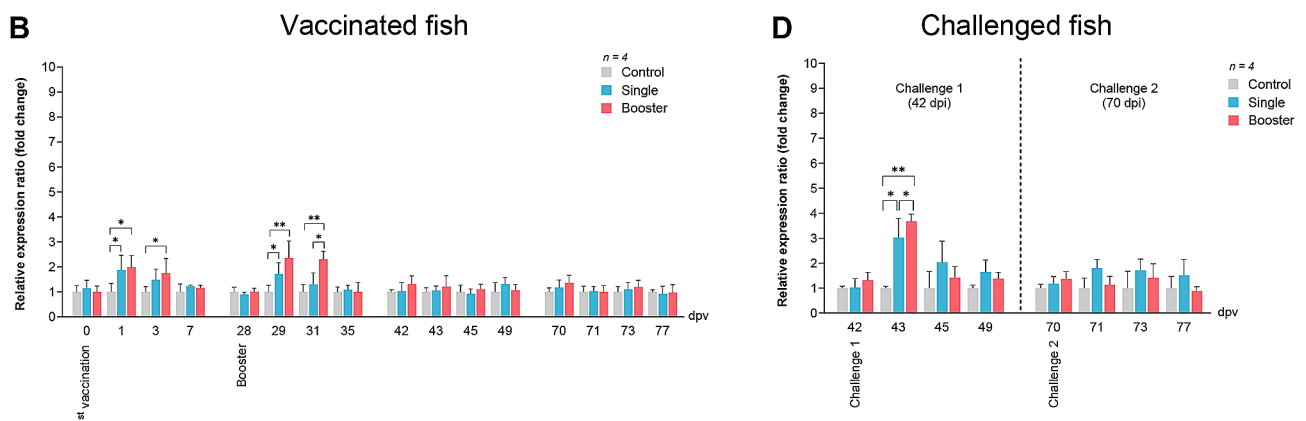 B
Vaccinated fish
n = 4
Control
Single
Booster
Relative expression ratio (fold change)
10
9
8
7
6
5
4
3
2
1
0
* * * * ** * **
0 1 3 7 28 29 31 35 42 43 45 49 70 71 73 77 dpv
st vaccination
Booster
D
Challenged fish
n = 4
Control
Single
Booster
Challenge 1
(42 dpi)
Challenge 2
(70 dpi)
Relative expression ratio (fold change)
10
9
8
7
6
5
4
3
2
1
0
**
* *
42 43 45 49 70 71 73 77 dpv
Challenge 1
Challenge 2